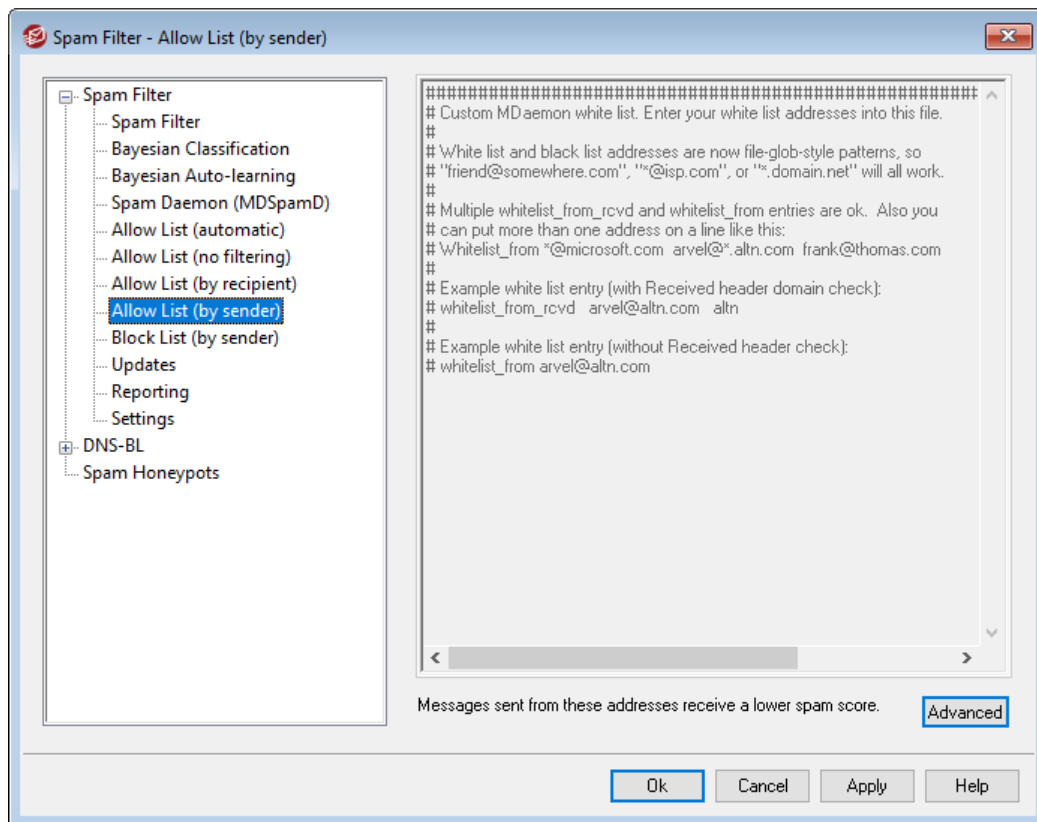 Spam Filter - Allow List (by sender)
Spam Filter
Spam Filter
Bayesian Classification
Bayesian Auto-learning
Spam Daemon (MDSpamD)
Allow List (automatic)
Allow List (no filtering)
Allow List (by recipient)
Allow List (by sender)
Block List (by sender)
Updates
Reporting
Settings
DNS-BL
Spam Honeypots
#######################################################
# Custom MDaemon white list. Enter your white list addresses into this file.
#
# White list and black list addresses are now file-glob-style patterns, so
# "friend@somewhere.com", "*@isp.com", or "*.domain.net" will all work.
#
# Multiple whitelist_from_rcvd and whitelist_from entries are ok.  Also you
# can put more than one address on a line like this:
# Whitelist_from *@microsoft.com  arvel@*.altn.com  frank@thomas.com
#
# Example white list entry (with Received header domain check):
# whitelist_from_rcvd   arvel@altn.com   altn
#
# Example white list entry (without Received header check):
# whitelist_from arvel@altn.com
Messages sent from these addresses receive a lower spam score.
Advanced
Ok
Cancel
Apply
Help